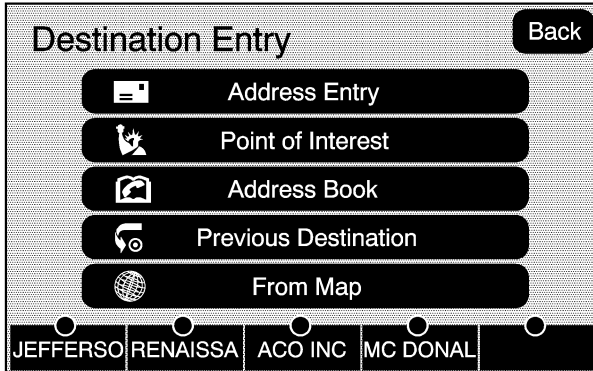 Destination Entry
Back
Address Entry
Point of Interest
Address Book
Previous Destination
From Map
JEFFERSO RENAISSA ACO INC MC DONAL